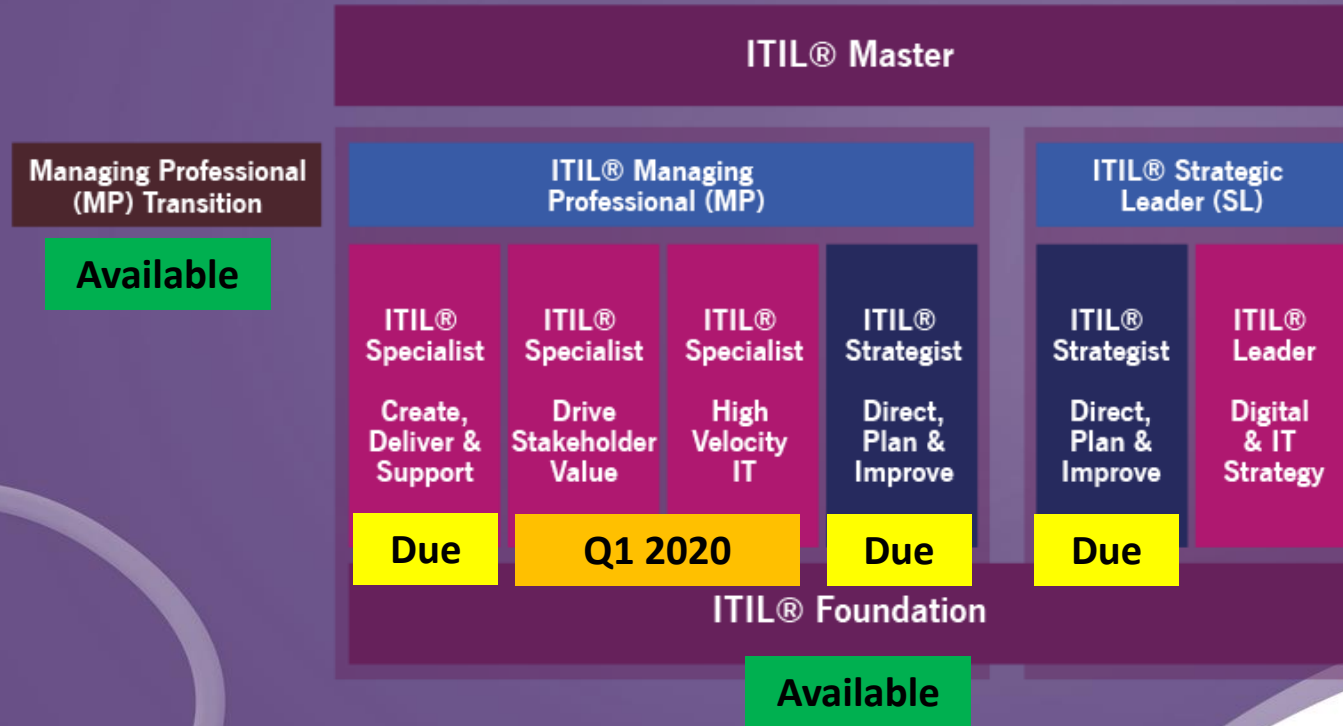 ITIL® Master
Managing Professional
(MP) Transition
Available
ITIL® Managing
Professional (MP)
ITIL® Strategic
Leader (SL)
ITIL®
Specialist
Create,
Deliver &
Support
ITIL®
Specialist
Drive
Stakeholder
Value
ITIL®
Specialist
High
Velocity
IT
ITIL®
Strategist
Direct,
Plan &
Improve
ITIL®
Strategist
Direct,
Plan &
Improve
ITIL®
Leader
Digital
& IT
Strategy
Due
Q1 2020
Due
Due
ITIL® Foundation
Available